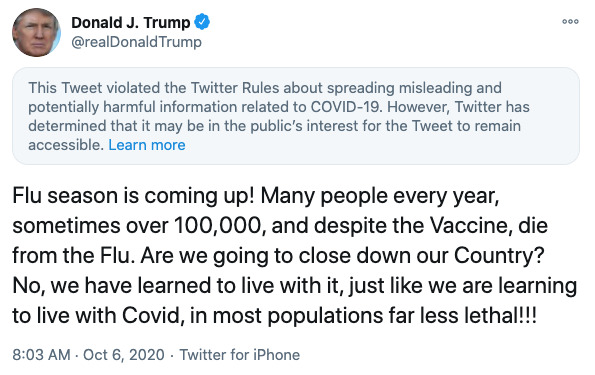 Donald J. Trump
@realDonaldTrump
This Tweet violated the Twitter Rules about spreading misleading and
potentially harmful information related to COVID-19. However, Twitter has
determined that it may be in the public’s interest for the Tweet to remain
accessible. Learn more
Flu season is coming up! Many people every year,
sometimes over 100,000, and despite the Vaccine, die
from the Flu. Are we going to close down our Country?
No, we have learned to live with it, just like we are learning
to live with Covid, in most populations far less lethal!!!
8:03 AM · Oct 6, 2020 · Twitter for iPhone